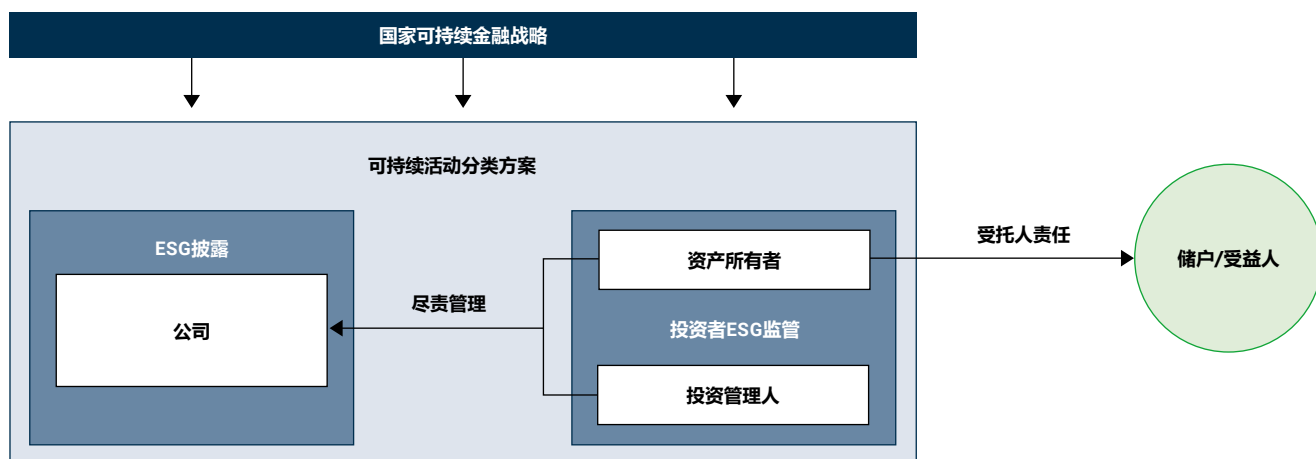 国家可持续金融战略
可持续活动分类方案
ESG披露
公司
尽责管理
资产所有者
投资者ESG监管
投资管理人
受托人责任
储户/受益人